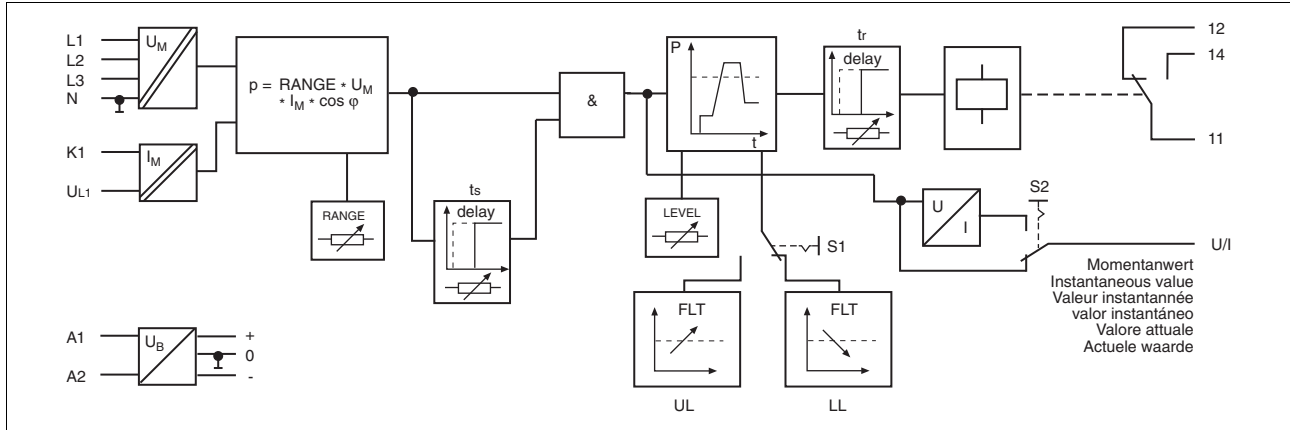 L1
L2
L3
N
U_M
K1
U_L1
I_M
p = RANGE * U_M
* I_M * cos φ
RANGE
ts
delay
&
P
t
LEVEL
tr
delay
12
14
11
S1
U
I
S2
U/I
Momentanwert
Instantaneous value
Valeur instantannée
valor instantáneo
Valore attuale
Actuele waarde
FLT
UL
FLT
LL
A1
A2
U_B
+
0
-